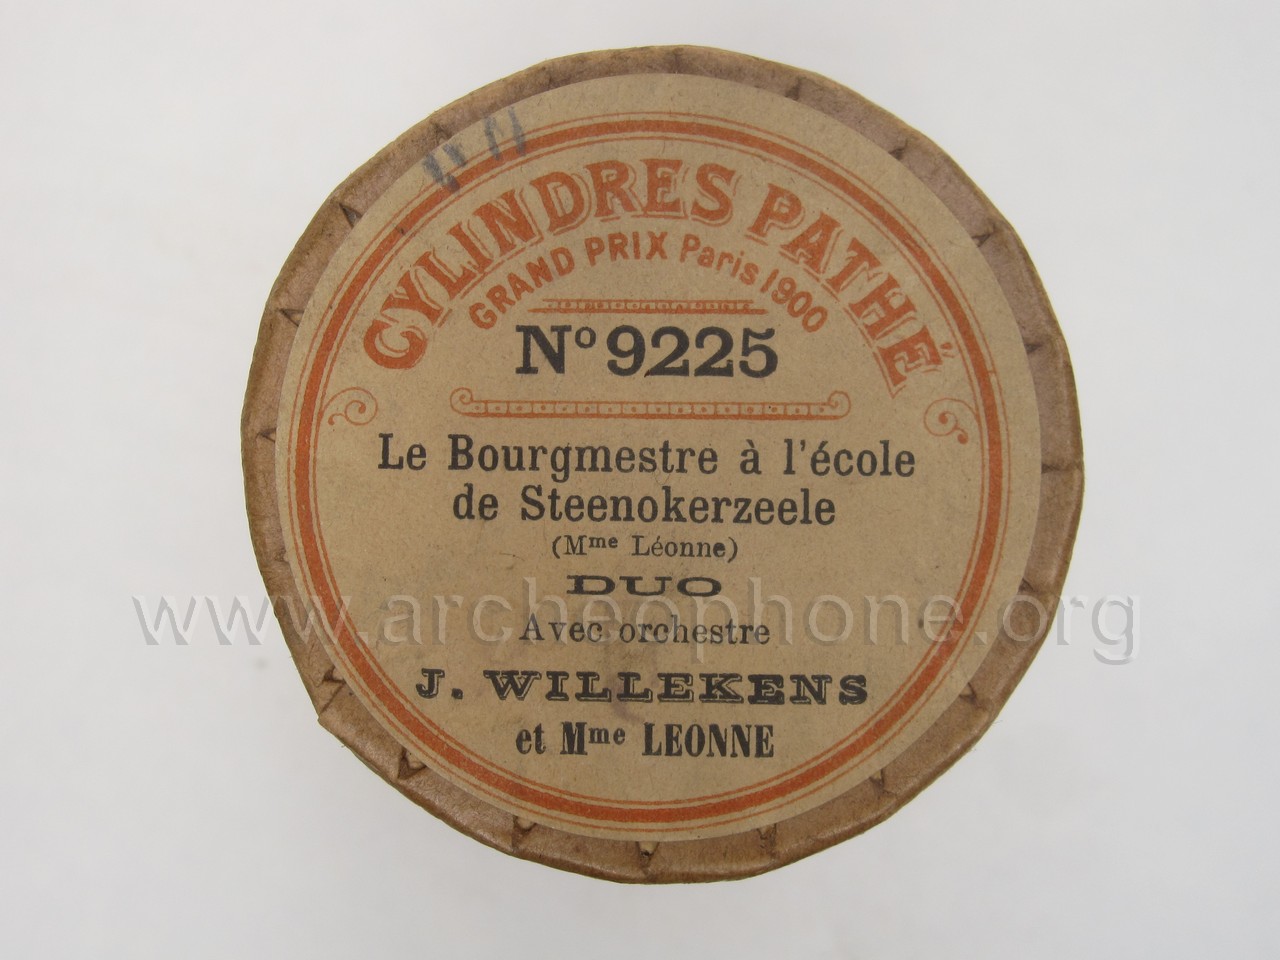 CYLINDRES PATHÉ
GRAND PRIX Paris 1900
Nº 9225
Le Bourgmestre à l'école
de Steenokerzeele
(Mme Léonne)
DUO
www.archeophone.org
Avec orchestre
J. WILLEKENS
et Mme LEONNE